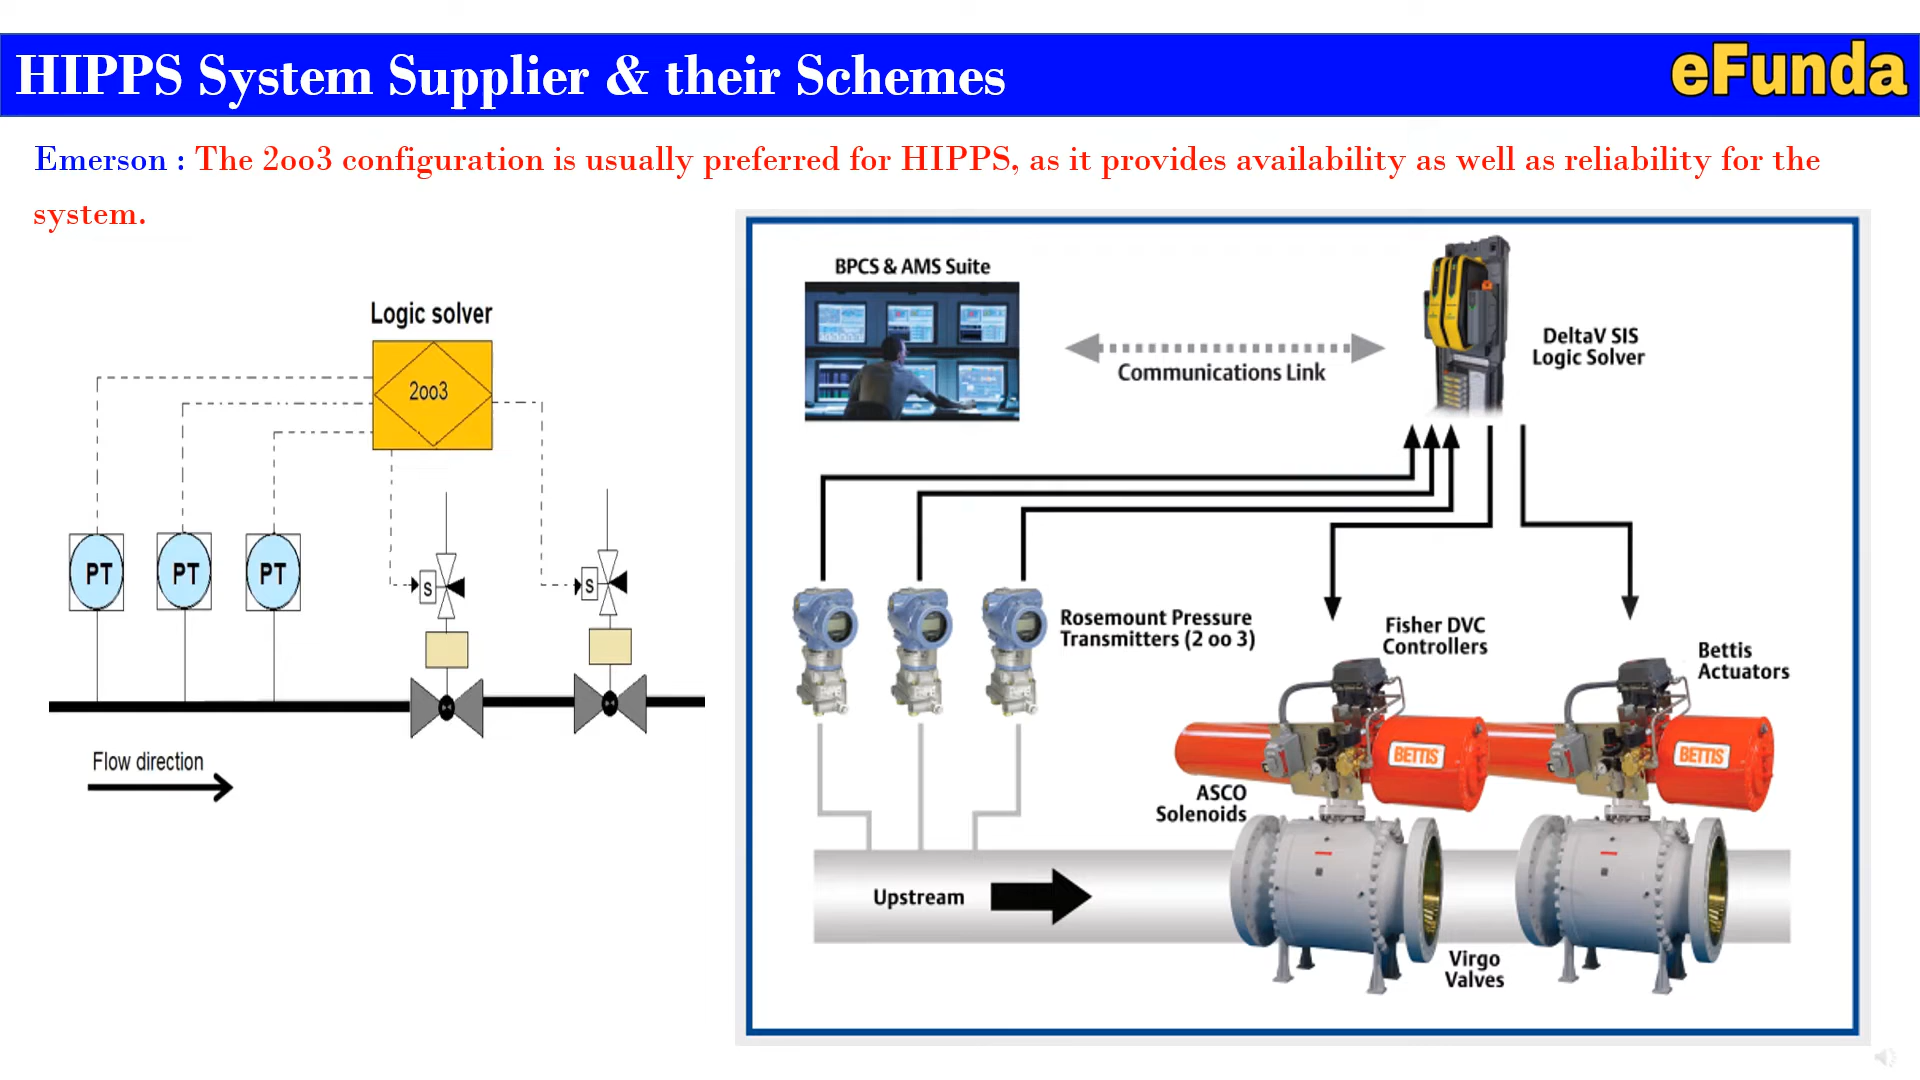 HIPPS System Supplier & their Schemes
eFunda
Emerson : The 2oo3 configuration is usually preferred for HIPPS, as it provides availability as well as reliability for the
system.
Logic solver
2oo3
PT
PT
PT
S
S
Flow direction
BPCS & AMS Suite
Communications Link
DeltaV SIS
Logic Solver
Rosemount Pressure
Transmitters (2 oo 3)
Fisher DVC
Controllers
Bettis
Actuators
BETTIS
BETTIS
ASCO
Solenoids
Upstream
Virgo
Valves